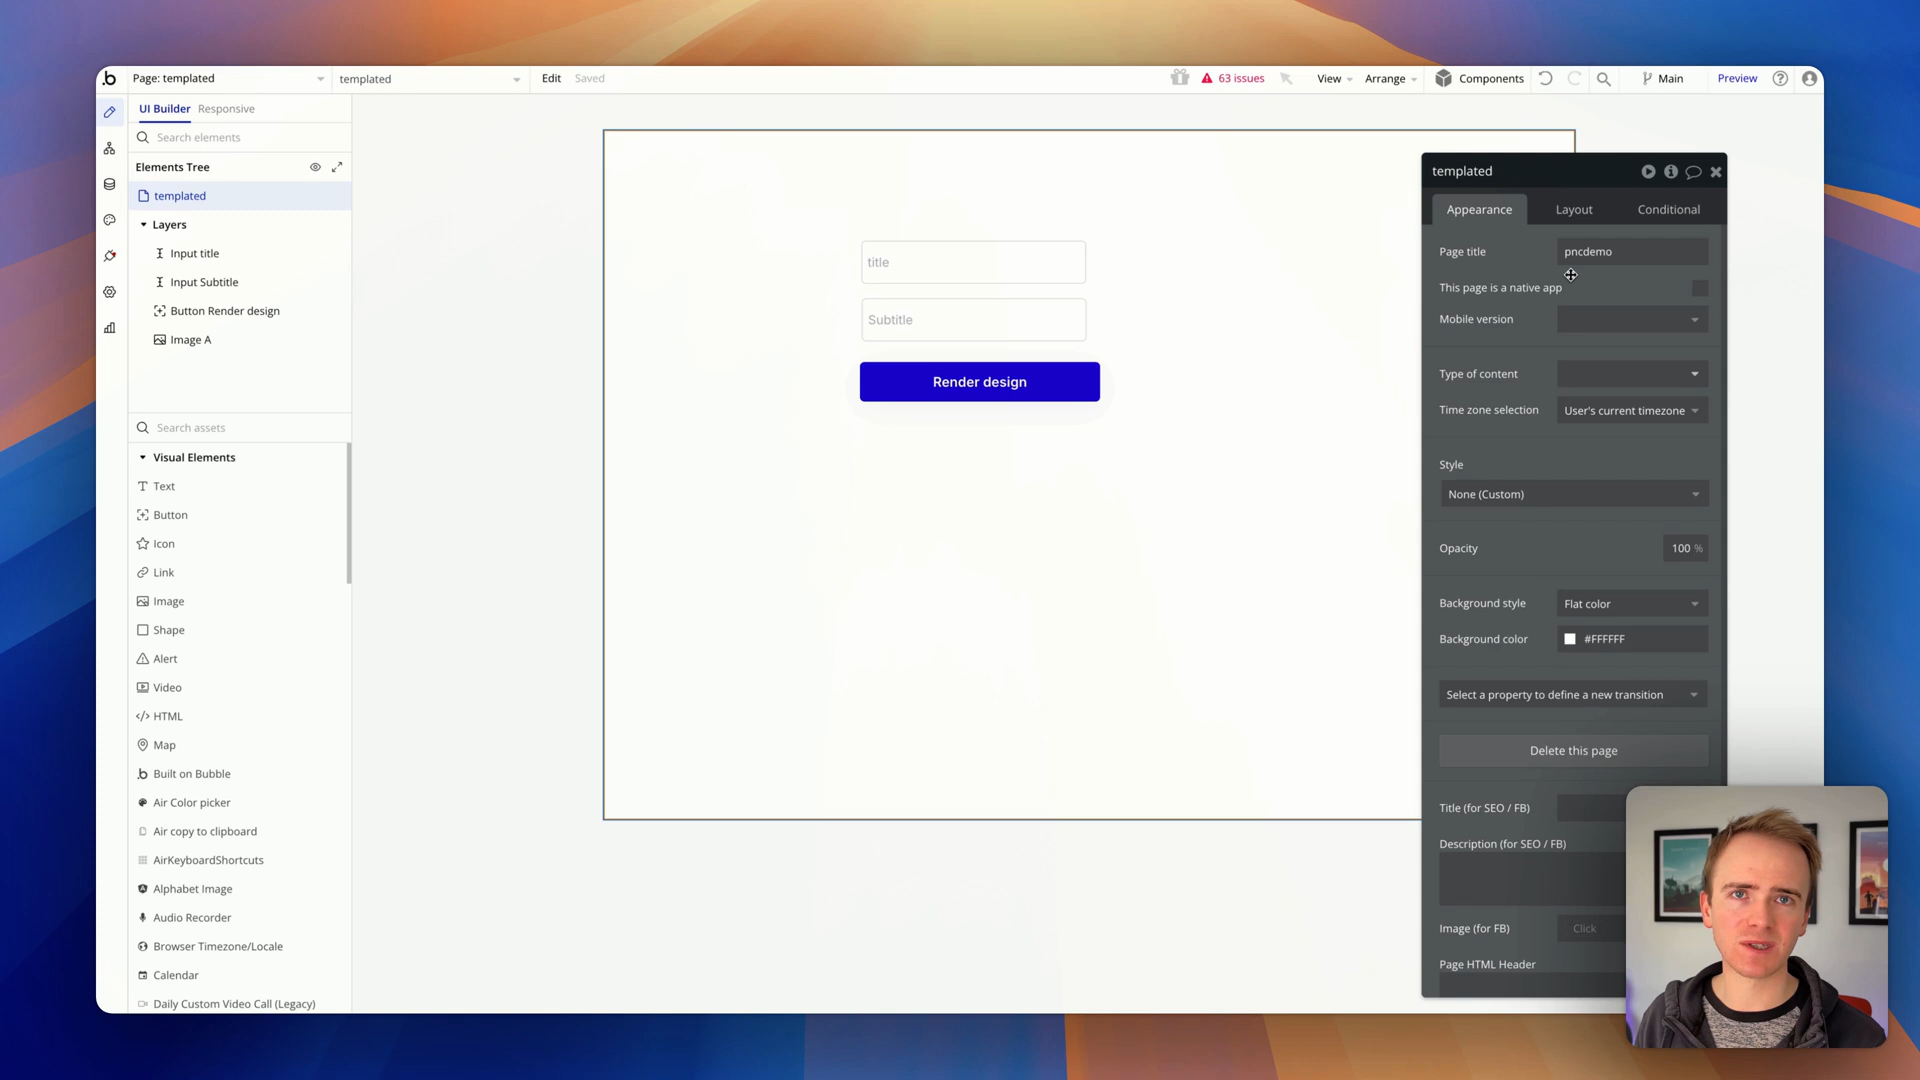 Page: templated
templated
Edit
Saved
63 issues
View
Arrange
Components
Main
Preview
UI Builder
Responsive
Search elements
Elements Tree
templated
Layers
Input title
Input Subtitle
Button Render design
Image A
Search assets
Visual Elements
Text
Button
Icon
Link
Image
Shape
Alert
Video
HTML
Map
Built on Bubble
Air Color picker
Air copy to clipboard
AirKeyboardShortcuts
Alphabet Image
Audio Recorder
Browser Timezone/Locale
Calendar
Daily Custom Video Call (Legacy)
title
Subtitle
Render design
templated
Appearance
Layout
Conditional
Page title
pncdemo
This page is a native app
Mobile version
Type of content
Time zone selection
User's current timezone
Style
None (Custom)
Opacity
100 %
Background style
Flat color
Background color
#FFFFFF
Select a property to define a new transition
Delete this page
Title (for SEO / FB)
Description (for SEO / FB)
Image (for FB)
Click
Page HTML Header